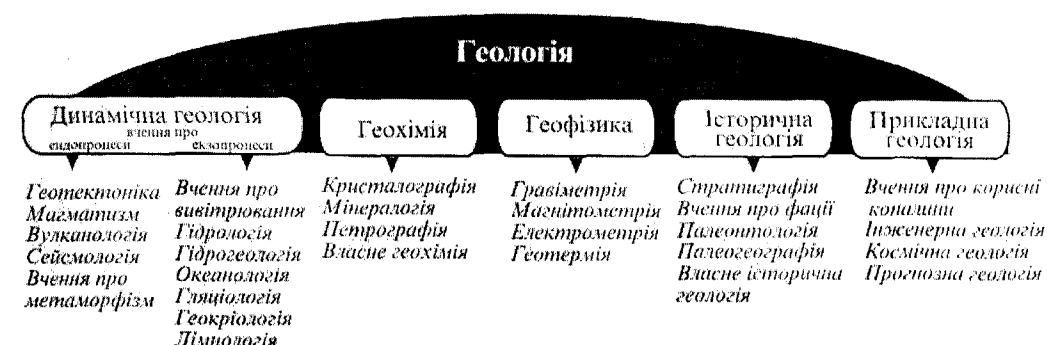 Геологія
Динамічна геологія
вчення про
ендопроцеси екзопроцеси
Геохімія
Геофізика
Історична
геологія
Прикладна
геологія
Геотектоніка
Магматизм
Вулканологія
Сейсмологія
Вчення про
метаморфізм
Вчення про
вивітрювання
Гідрологія
Гідрогеологія
Океанологія
Гляціологія
Геокріологія
Лімнологія
Кристалографія
Мінералогія
Петрографія
Власне геохімія
Гравіметрія
Магнітометрія
Електрометрія
Геотермія
Стратиграфія
Вчення про фації
Палеонтологія
Палеогеографія
Власне історична
геологія
Вчення про корисні
копалини
Інженерна геологія
Космічна геологія
Прогнозна геологія